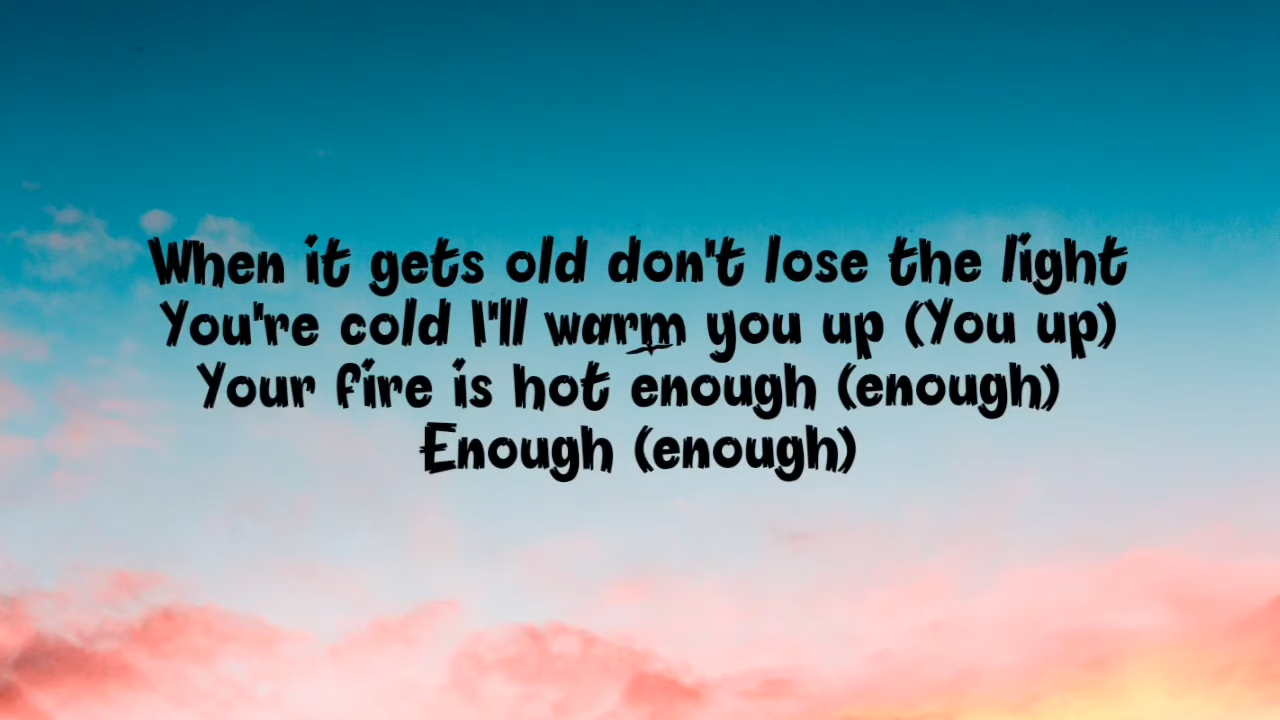 When it gets old don't lose the light
You're cold I'll warm you up (You up)
Your fire is hot enough (enough)
Enough (enough)